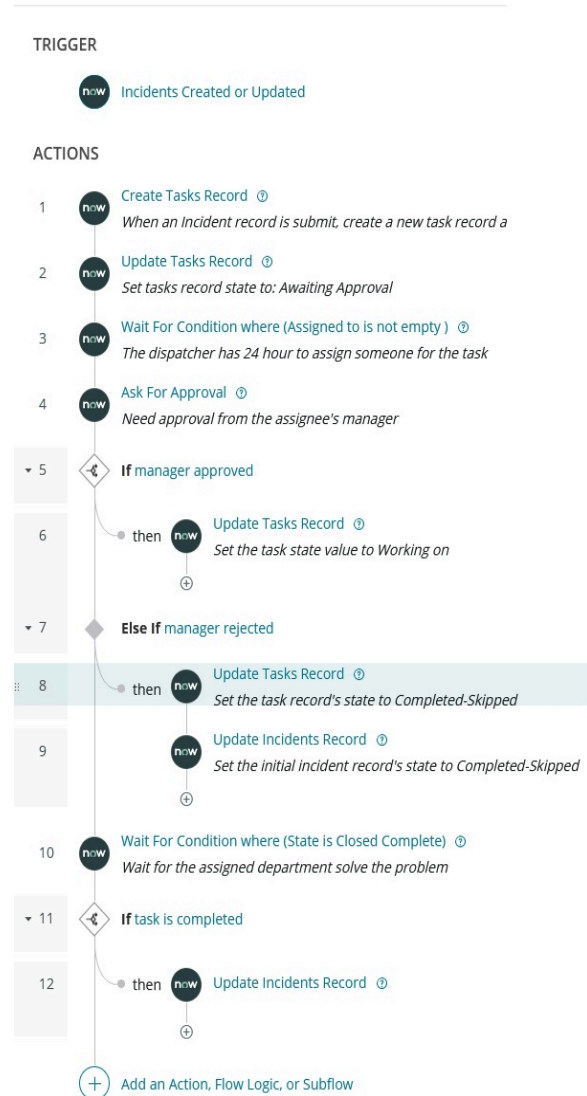 TRIGGER
now Incidents Created or Updated
ACTIONS
1 now Create Tasks Record ?
When an Incident record is submit, create a new task record a
2 now Update Tasks Record ?
Set tasks record state to: Awaiting Approval
3 now Wait For Condition where (Assigned to is not empty ) ?
The dispatcher has 24 hour to assign someone for the task
4 now Ask For Approval ?
Need approval from the assignee's manager
5 If manager approved
6 then now Update Tasks Record ?
Set the task state value to Working on
7 Else If manager rejected
8 then now Update Tasks Record ?
Set the task record's state to Completed-Skipped
9 now Update Incidents Record ?
Set the initial incident record's state to Completed-Skipped
10 now Wait For Condition where (State is Closed Complete) ?
Wait for the assigned department solve the problem
11 If task is completed
12 then now Update Incidents Record ?
Add an Action, Flow Logic, or Subflow